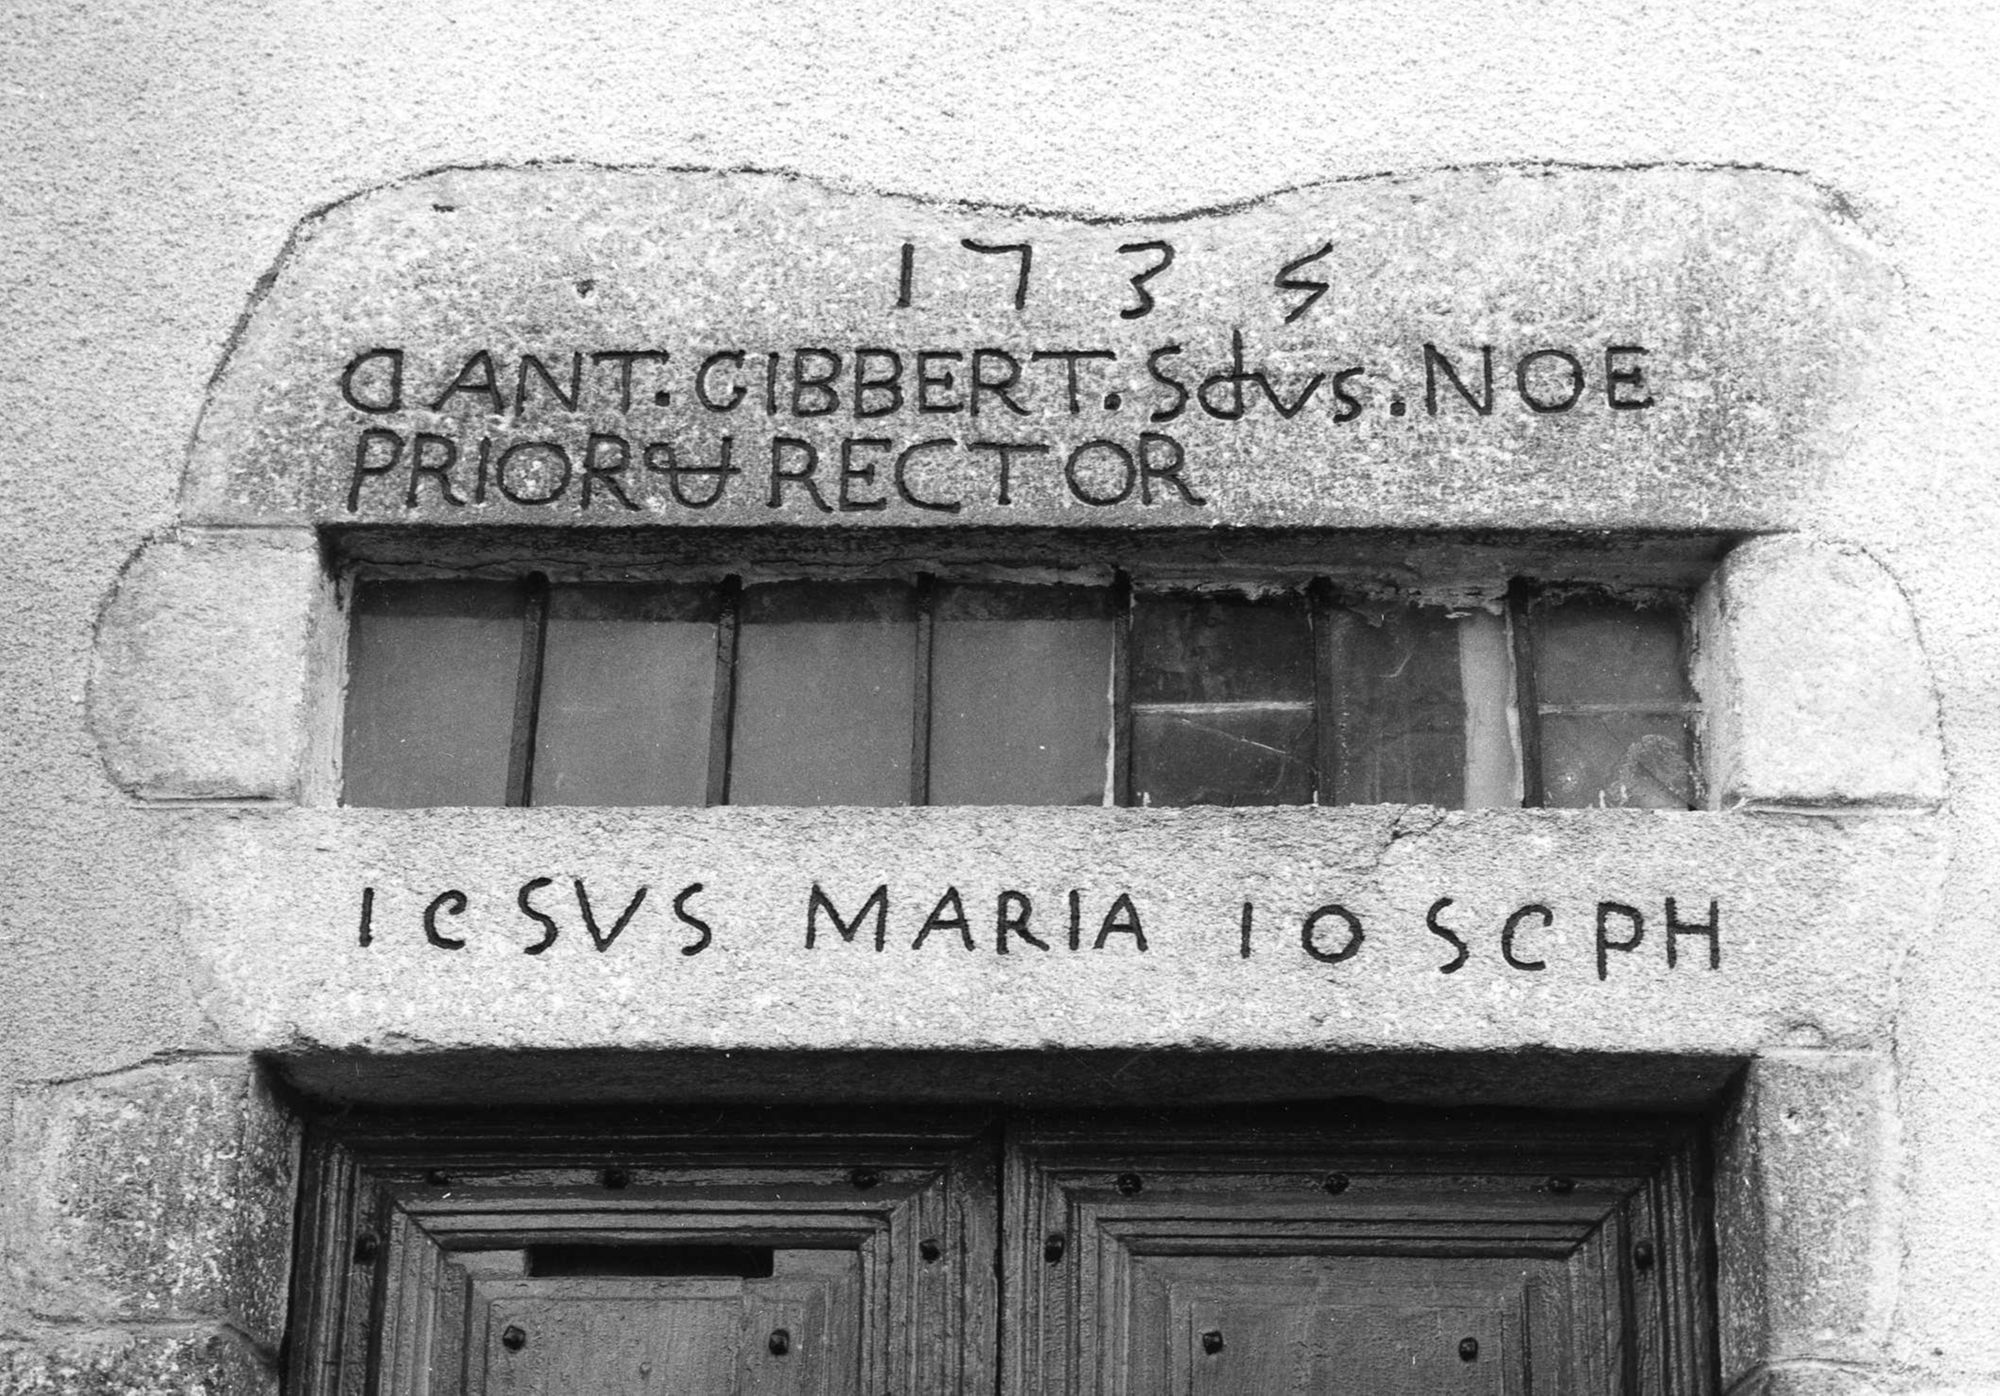 1735
D ANT. GIBBERT. Sdvs. NOE
PRIOR & RECTOR
IESVS MARIA IOSEPH